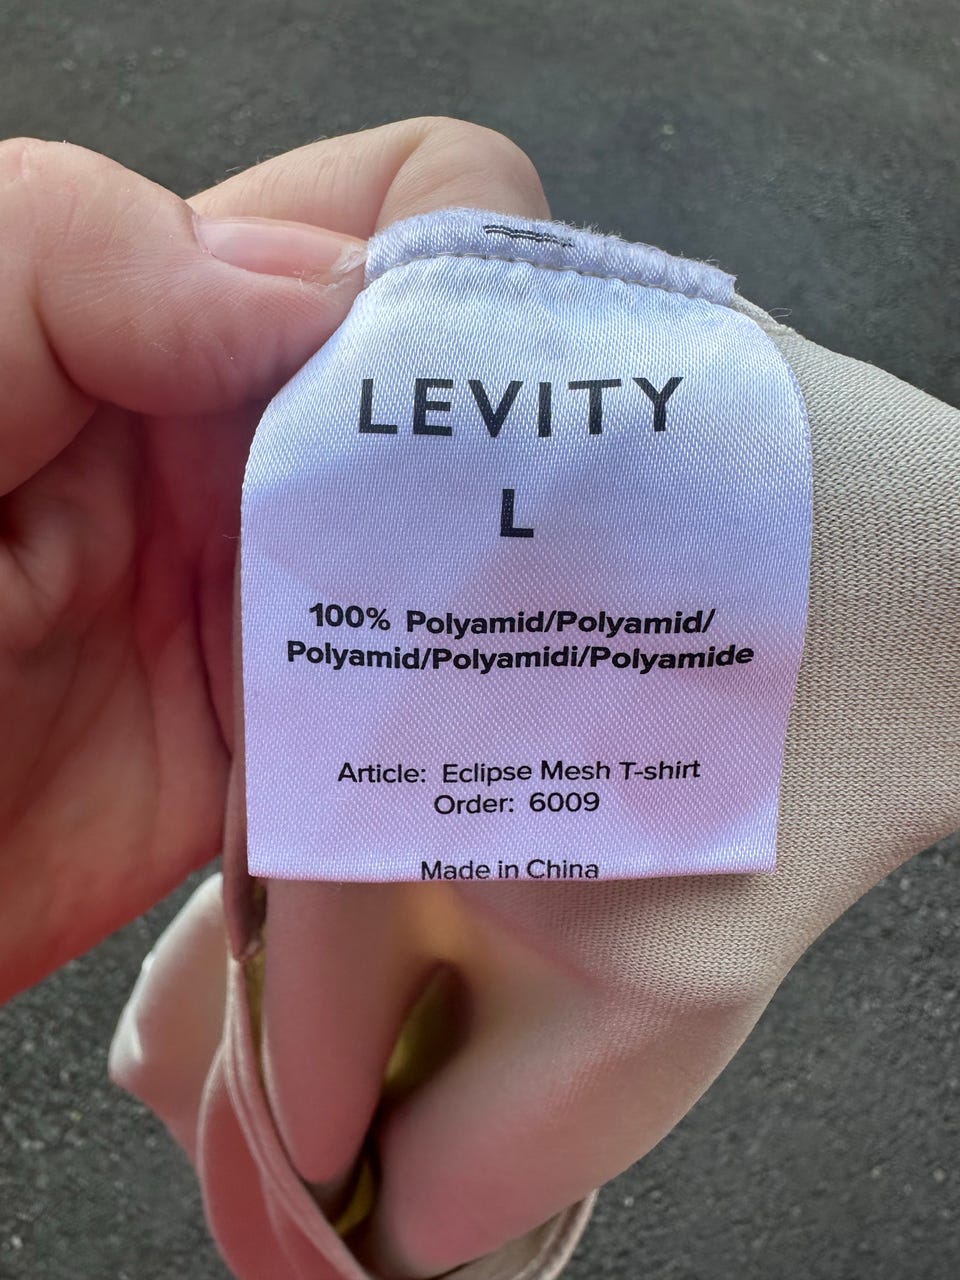 LEVITY
L
100% Polyamid/Polyamid/
Polyamid/Polyamidi/Polyamide
Article: Eclipse Mesh T-shirt
Order: 6009
Made in China